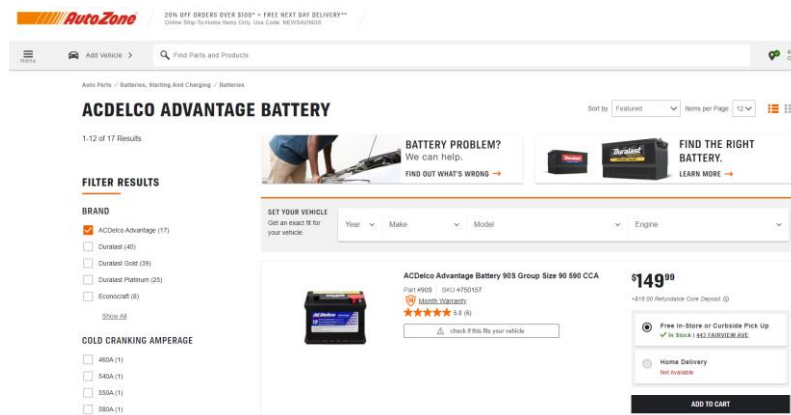 AutoZone
20% OFF ORDERS OVER $100* + FREE NEXT DAY DELIVERY**
Online Ship-To-Home Items Only. Use Code: NEWSAVINGS
menu
Add Vehicle >
Find Parts and Products
Auto Parts / Batteries, Starting And Charging / Batteries
ACDELCO ADVANTAGE BATTERY
Sort by
Featured
Items per Page
12
1-12 of 17 Results
BATTERY PROBLEM?
We can help.
FIND OUT WHAT'S WRONG →
Duralast
FIND THE RIGHT
BATTERY.
LEARN MORE →
FILTER RESULTS
BRAND
ACDelco Advantage (17)
Duralast (40)
Duralast Gold (39)
Duralast Platinum (25)
Econocraft (8)
Show All
COLD CRANKING AMPERAGE
460A (1)
540A (1)
550A (1)
580A (1)
SET YOUR VEHICLE
Get an exact fit for
your vehicle.
Year
Make
Model
Engine
ACDelco
ACDelco Advantage Battery 90S Group Size 90 590 CCA
Part #90S
SKU #750157
Month Warranty
5.0 (6)
check if this fits your vehicle
$149 99
Refundable Core Deposit
Free In-Store or Curbside Pick Up
In Stock | 443 FAIRVIEW AVE
Home Delivery
Not Available
ADD TO CART